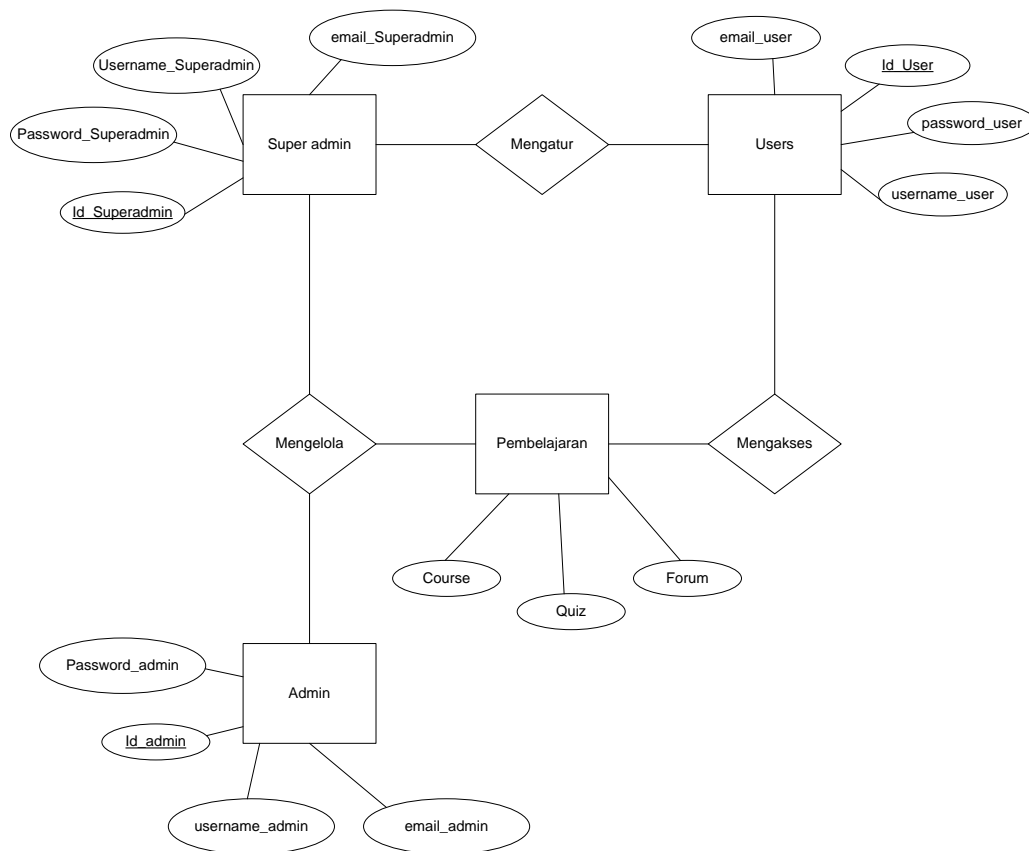 email_Superadmin
email_user
Username_Superadmin
Id_User
Password_Superadmin
Super admin
Mengatur
Users
password_user
username_user
Id_Superadmin
Mengelola
Pembelajaran
Mengakses
Course
Forum
Quiz
Password_admin
Admin
Id_admin
username_admin
email_admin